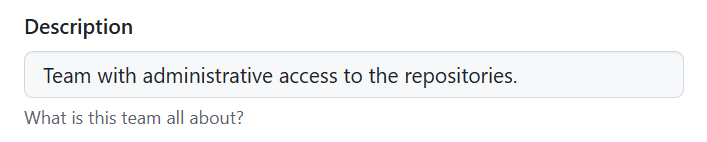 Description
Team with administrative access to the repositories.
What is this team all about?